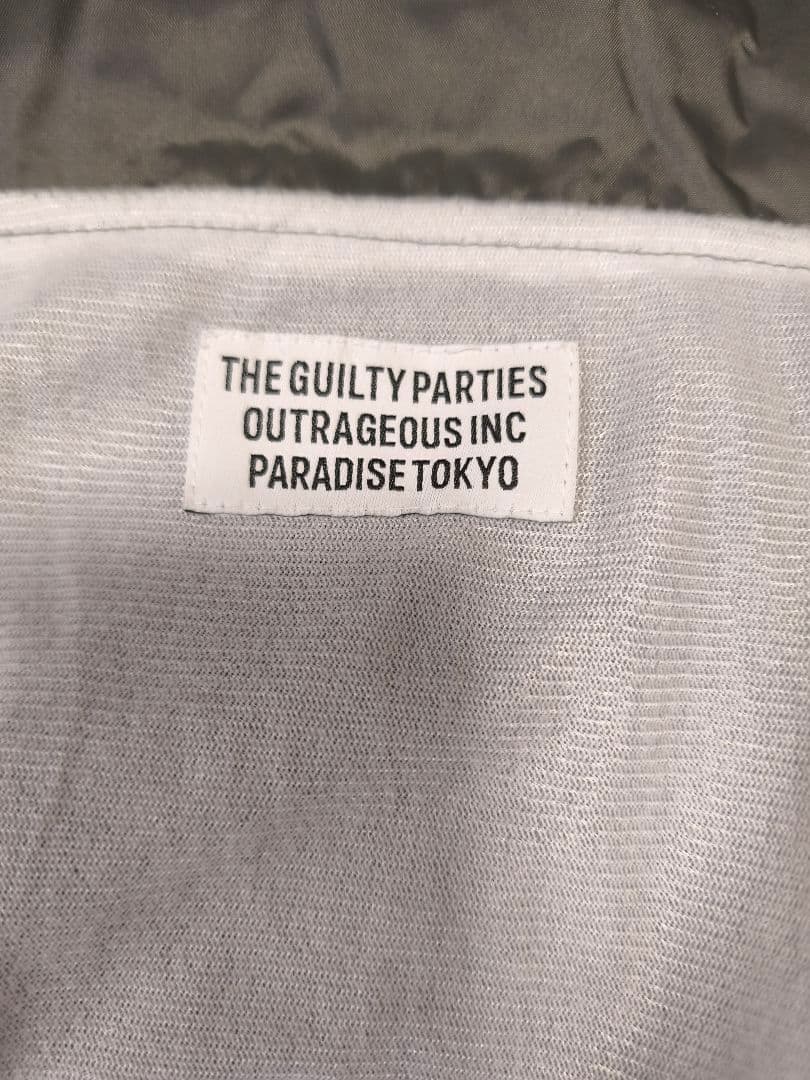 THE GUILTY PARTIES
OUTRAGEOUS INC
PARADISE TOKYO